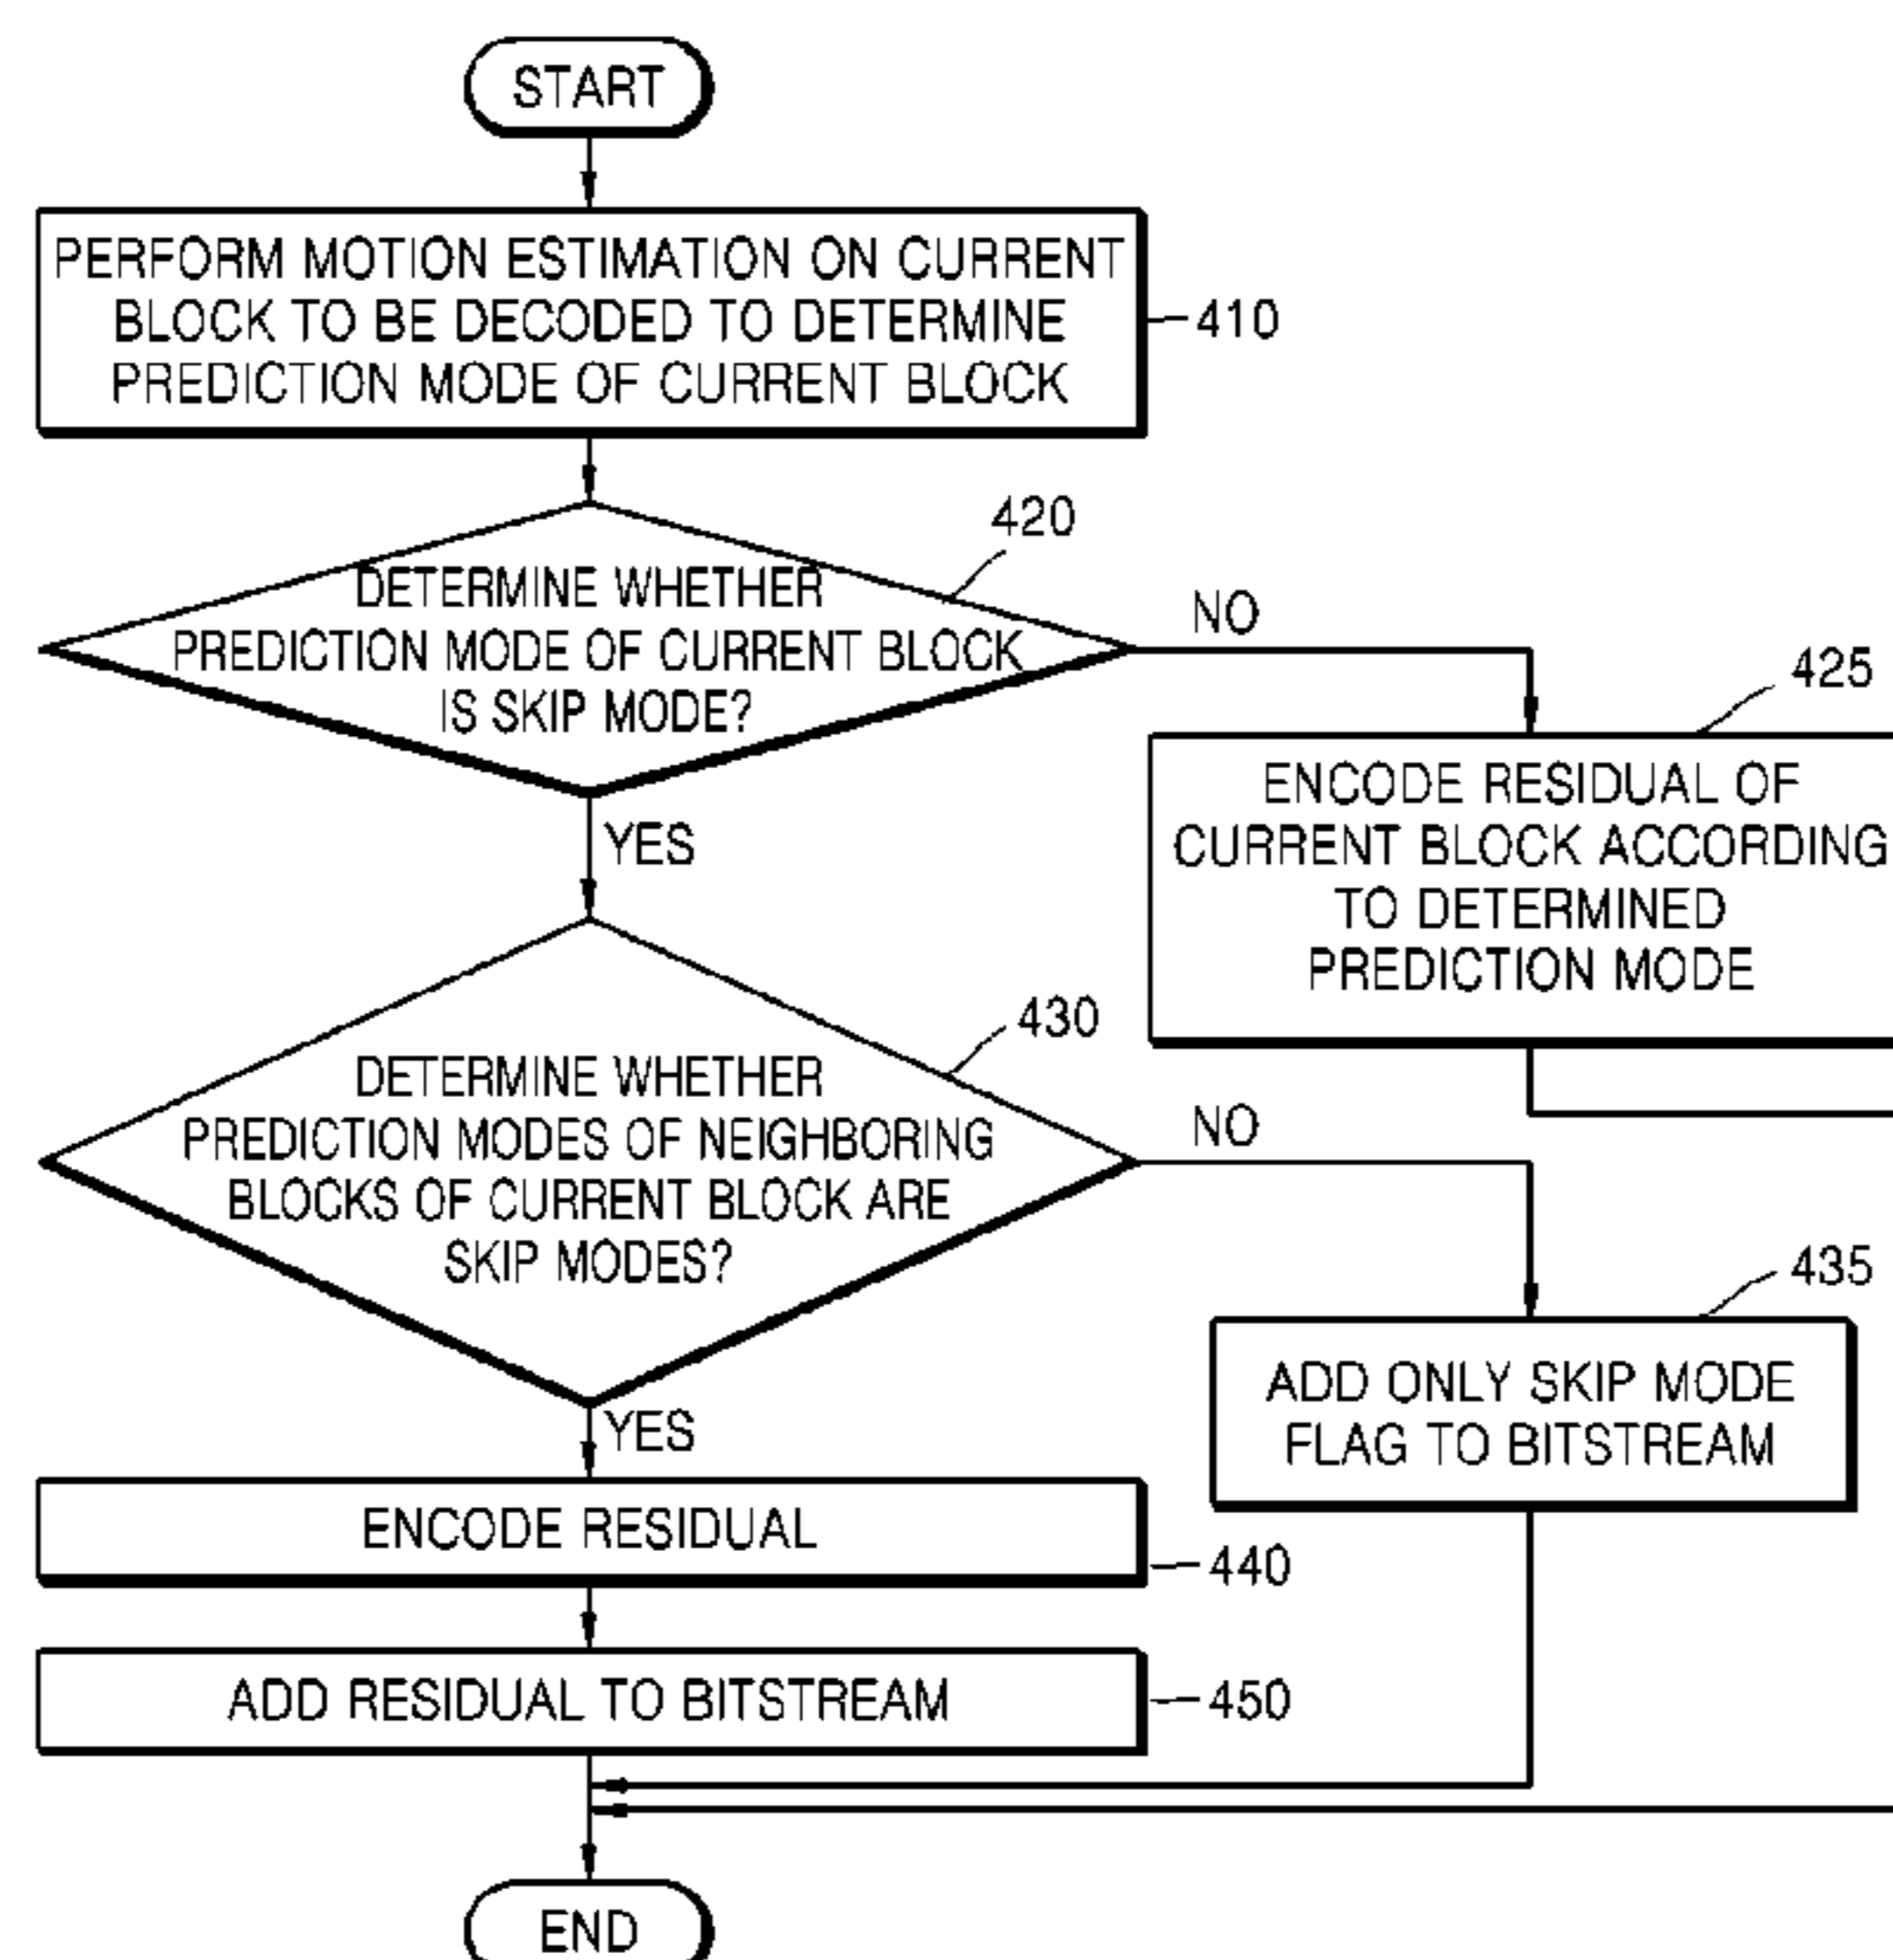 START
PERFORM MOTION ESTIMATION ON CURRENT
BLOCK TO BE DECODED TO DETERMINE
PREDICTION MODE OF CURRENT BLOCK
410
420
DETERMINE WHETHER
PREDICTION MODE OF CURRENT BLOCK
IS SKIP MODE?
NO
425
ENCODE RESIDUAL OF
CURRENT BLOCK ACCORDING
TO DETERMINED
PREDICTION MODE
YES
430
DETERMINE WHETHER
PREDICTION MODES OF NEIGHBORING
BLOCKS OF CURRENT BLOCK ARE
SKIP MODES?
NO
435
ADD ONLY SKIP MODE
FLAG TO BITSTREAM
YES
ENCODE RESIDUAL
440
ADD RESIDUAL TO BITSTREAM
450
END